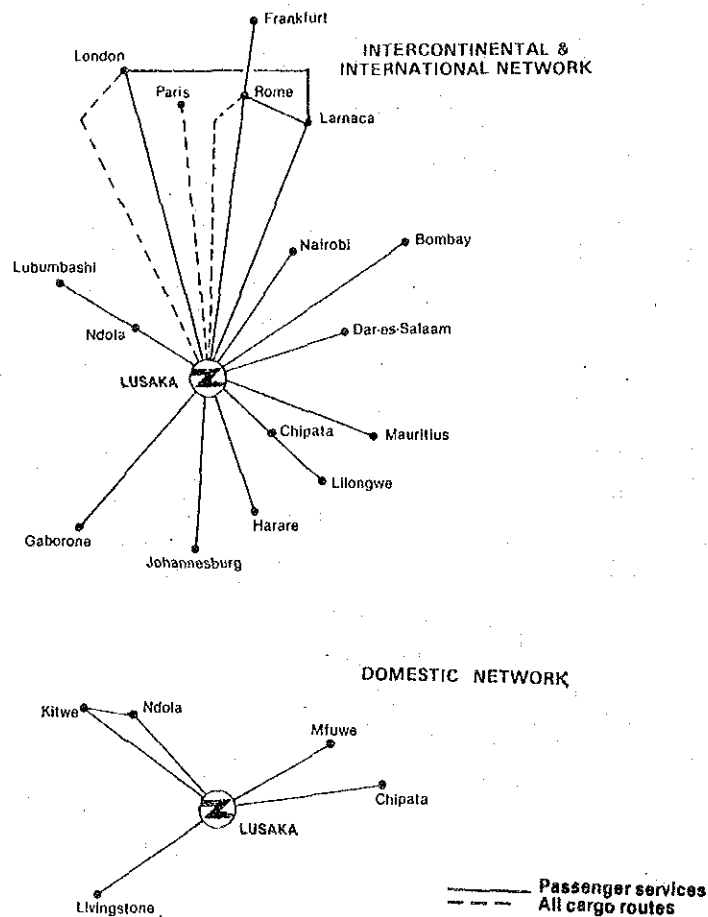 Frankfurt
INTERCONTINENTAL &
INTERNATIONAL NETWORK
London
Paris
Rome
Larnaca
Nairobi
Bombay
Lubumbashi
Ndola
Dar-es-Salaam
LUSAKA
Chipata
Mauritius
Lilongwe
Harare
Gaborone
Johannesburg
DOMESTIC NETWORK
Kitwe
Ndola
Mfuwe
Chipata
LUSAKA
Livingstone
Passenger services
All cargo routes